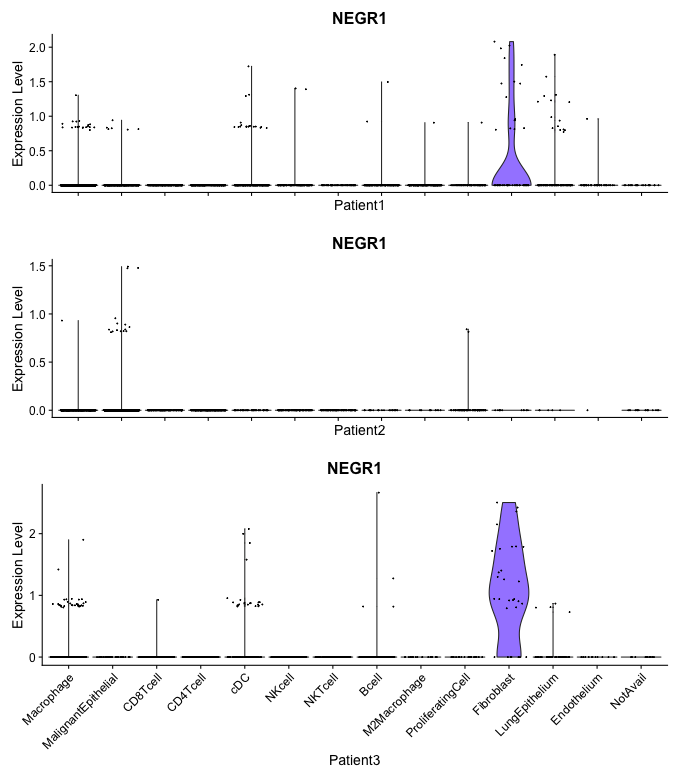 NEGR1
Expression Level
2.0
1.5
1.0
0.5
0.0
Patient1
NEGR1
Expression Level
1.5
1.0
0.5
0.0
Patient2
NEGR1
Expression Level
2
1
0
Macrophage
MalignantEpithelial
CD8Tcell
CD4Tcell
cDC
NKcell
NKTcell
Bcell
M2Macrophage
ProliferatingCell
Fibroblast
LungEpithelium
Endothelium
NotAvail
Patient3